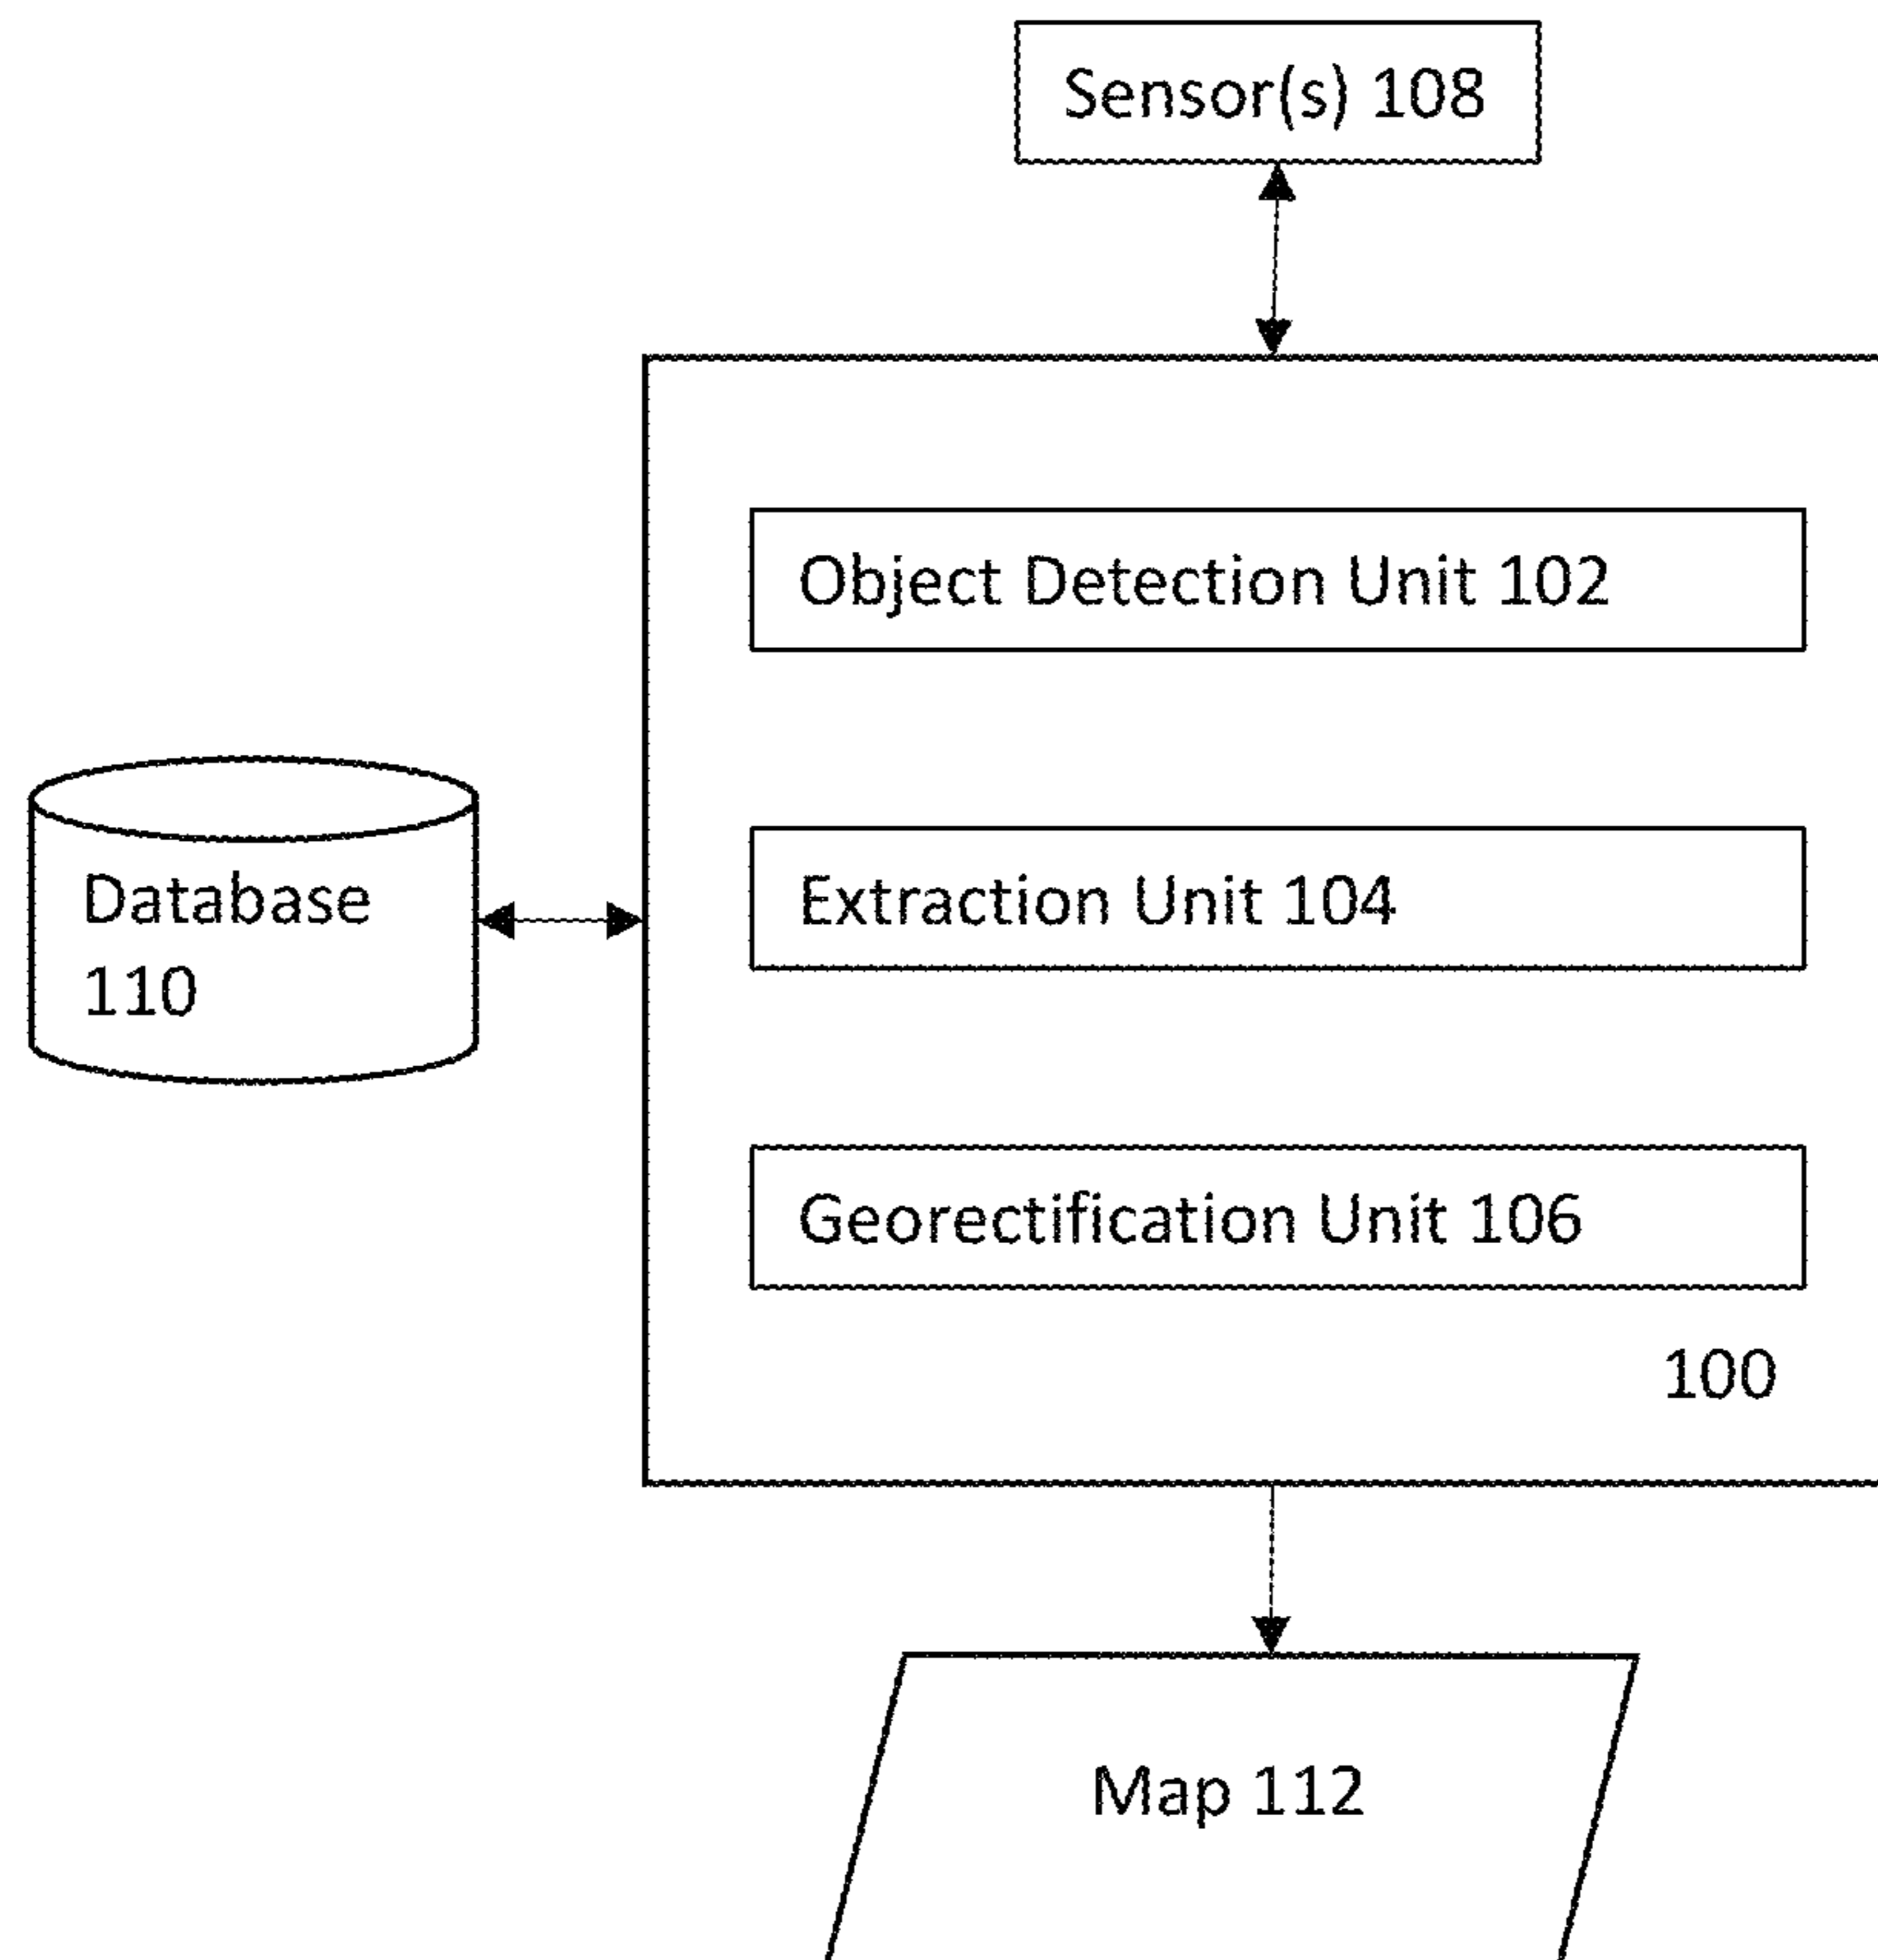 Sensor(s) 108
Object Detection Unit 102
Database
110
Extraction Unit 104
Georectification Unit 106
100
Map 112